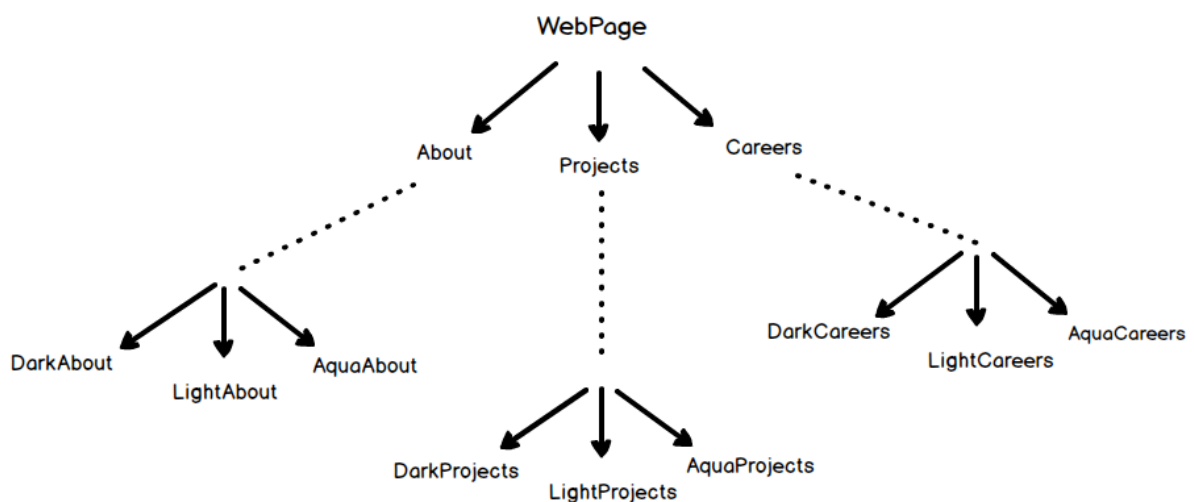 WebPage
About
Projects
Careers
DarkAbout
LightAbout
AquaAbout
DarkProjects
LightProjects
AquaProjects
DarkCareers
LightCareers
AquaCareers